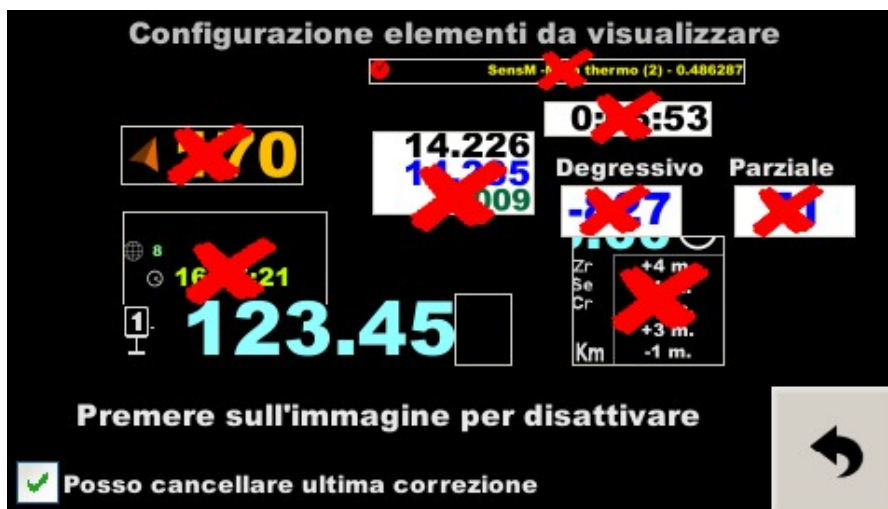 Configurazione elementi da visualizzare
SensM thermo (2) - 0.486287
14.226
Degressivo Parziale
8
1
123.45
Zr +4 m.
Se
Cr
+3 m.
Km -1 m.
Premere sull'immagine per disattivare
Posso cancellare ultima correzione